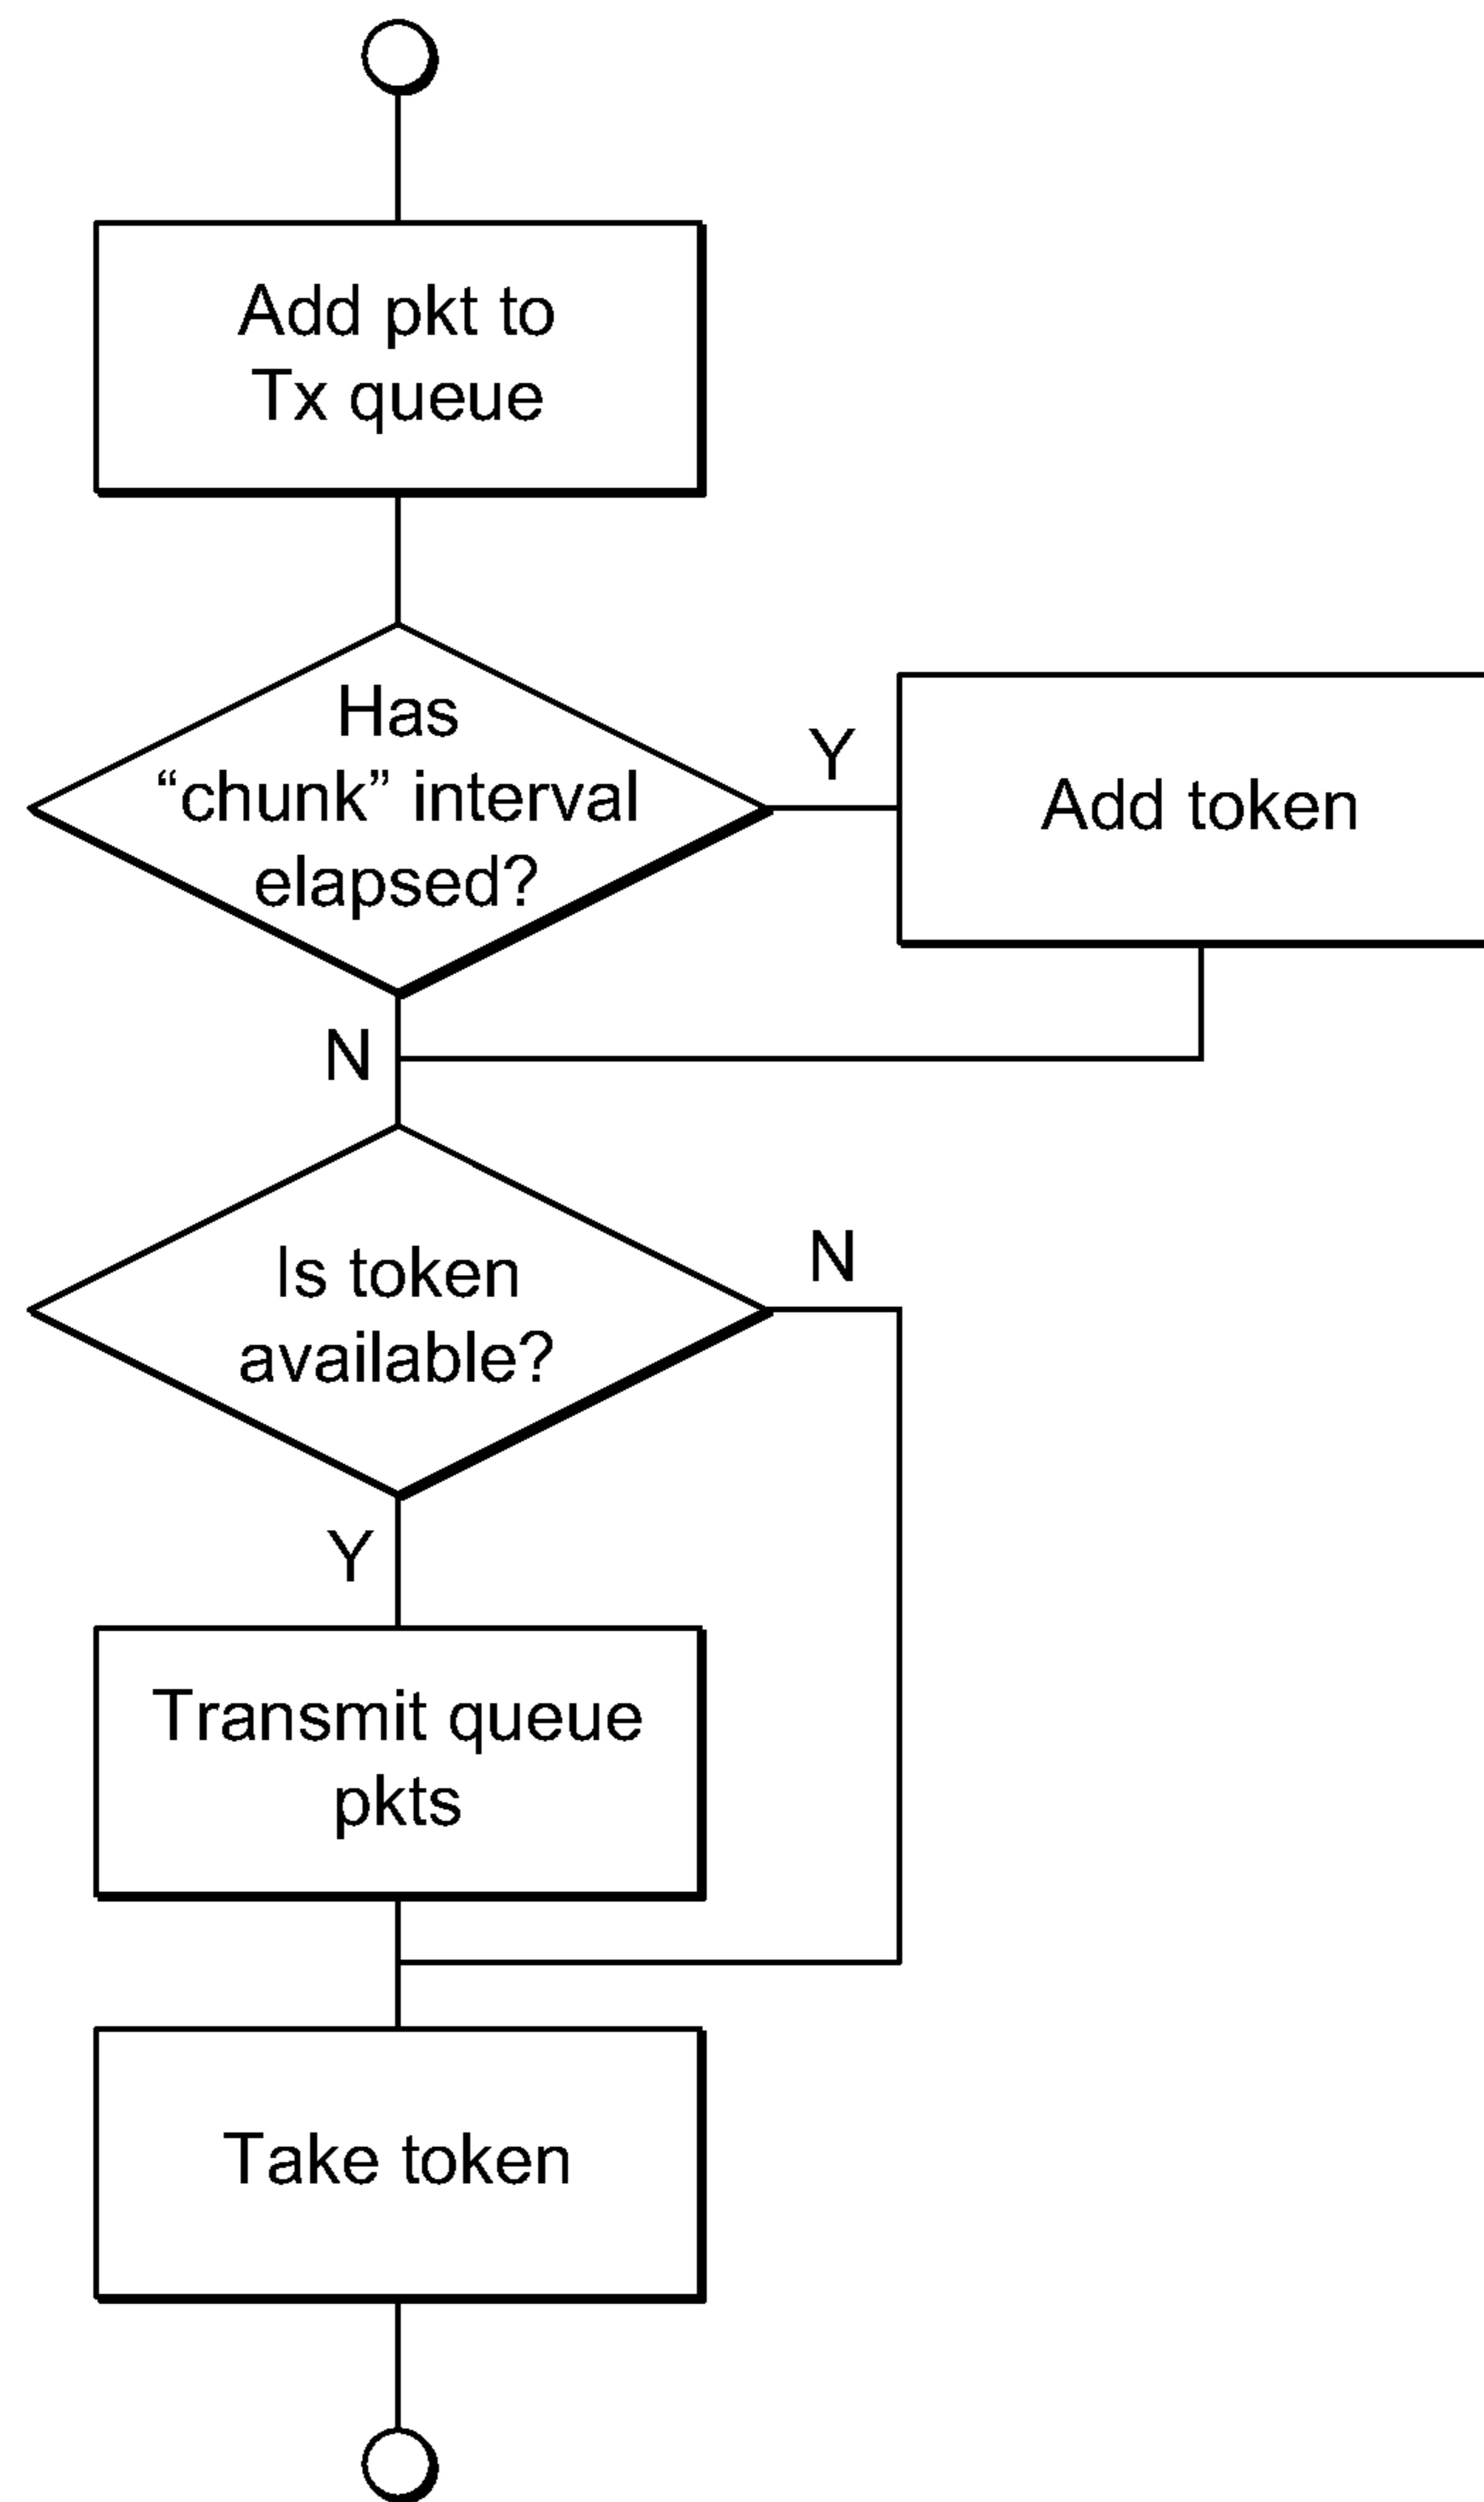 Add pkt to
Tx queue
Has
“chunk” interval
elapsed?
Y
Add token
N
Is token
available?
N
Y
Transmit queue
pkts
Take token